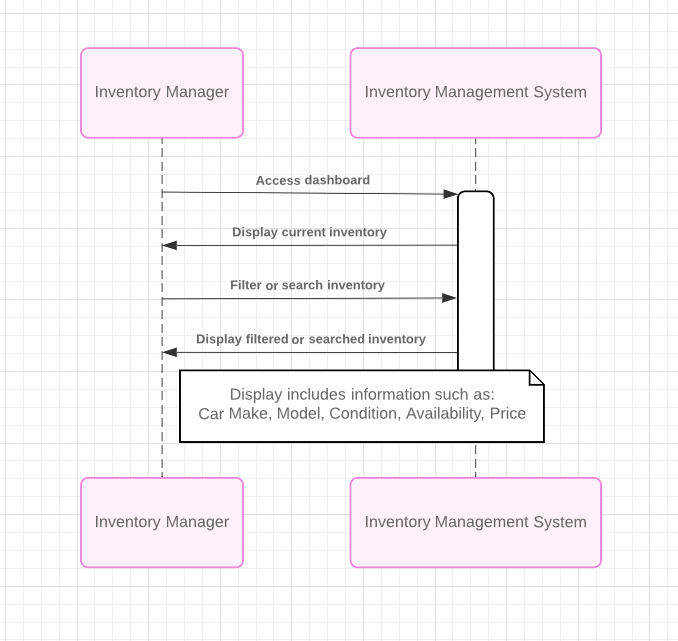 Inventory Manager
Inventory Management System
Access dashboard
Display current inventory
Filter or search inventory
Display filtered or searched inventory
Display includes information such as:
Car Make, Model, Condition, Availability, Price
Inventory Manager
Inventory Management System